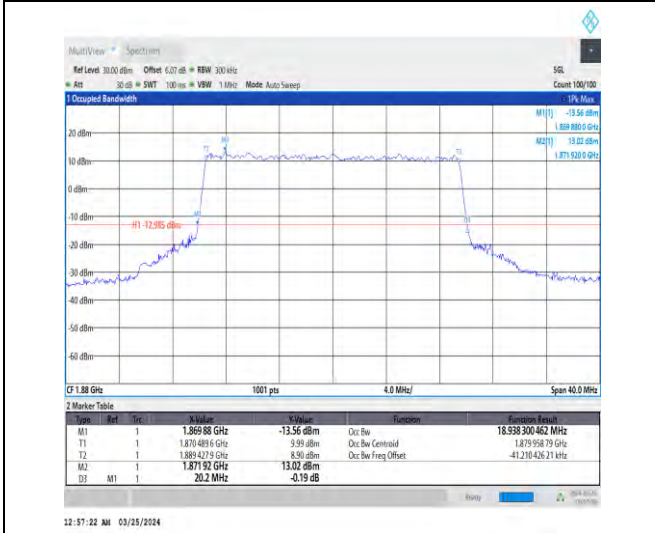 MultiView Spectrum
Ref Level 30.00 dBm Offset 6.07 dB RBW 300 kHz SGL
Att 30 dB SWT 100 ms VBW 1 MHz Mode Auto Sweep Count 100/100
1 Occupied Bandwidth 1Pk Max
M1[1] -13.56 dBm
1.869 880 0 GHz
M2[1] 13.02 dBm
1.871 920 0 GHz
20 dBm
10 dBm
0 dBm
-10 dBm
H1 -12.985 dBm
-20 dBm
-30 dBm
-40 dBm
-50 dBm
-60 dBm
T1
M2
T2
M1
D3
CF 1.88 GHz 1001 pts 4.0 MHz/ Span 40.0 MHz
2 Marker Table
Type Ref Trc X-Value Y-Value Function Function Result
M1 1 1.869 88 GHz -13.56 dBm Occ Bw 18.938 300 462 MHz
T1 1 1.870 489 6 GHz 9.99 dBm Occ Bw Centroid 1.879 958 79 GHz
T2 1 1.889 427 9 GHz 8.90 dBm Occ Bw Freq Offset -41.210 426 21 kHz
M2 1 1.871 92 GHz 13.02 dBm
D3 M1 1 20.2 MHz -0.19 dB
Ready
12:57:22 AM 03/25/2024